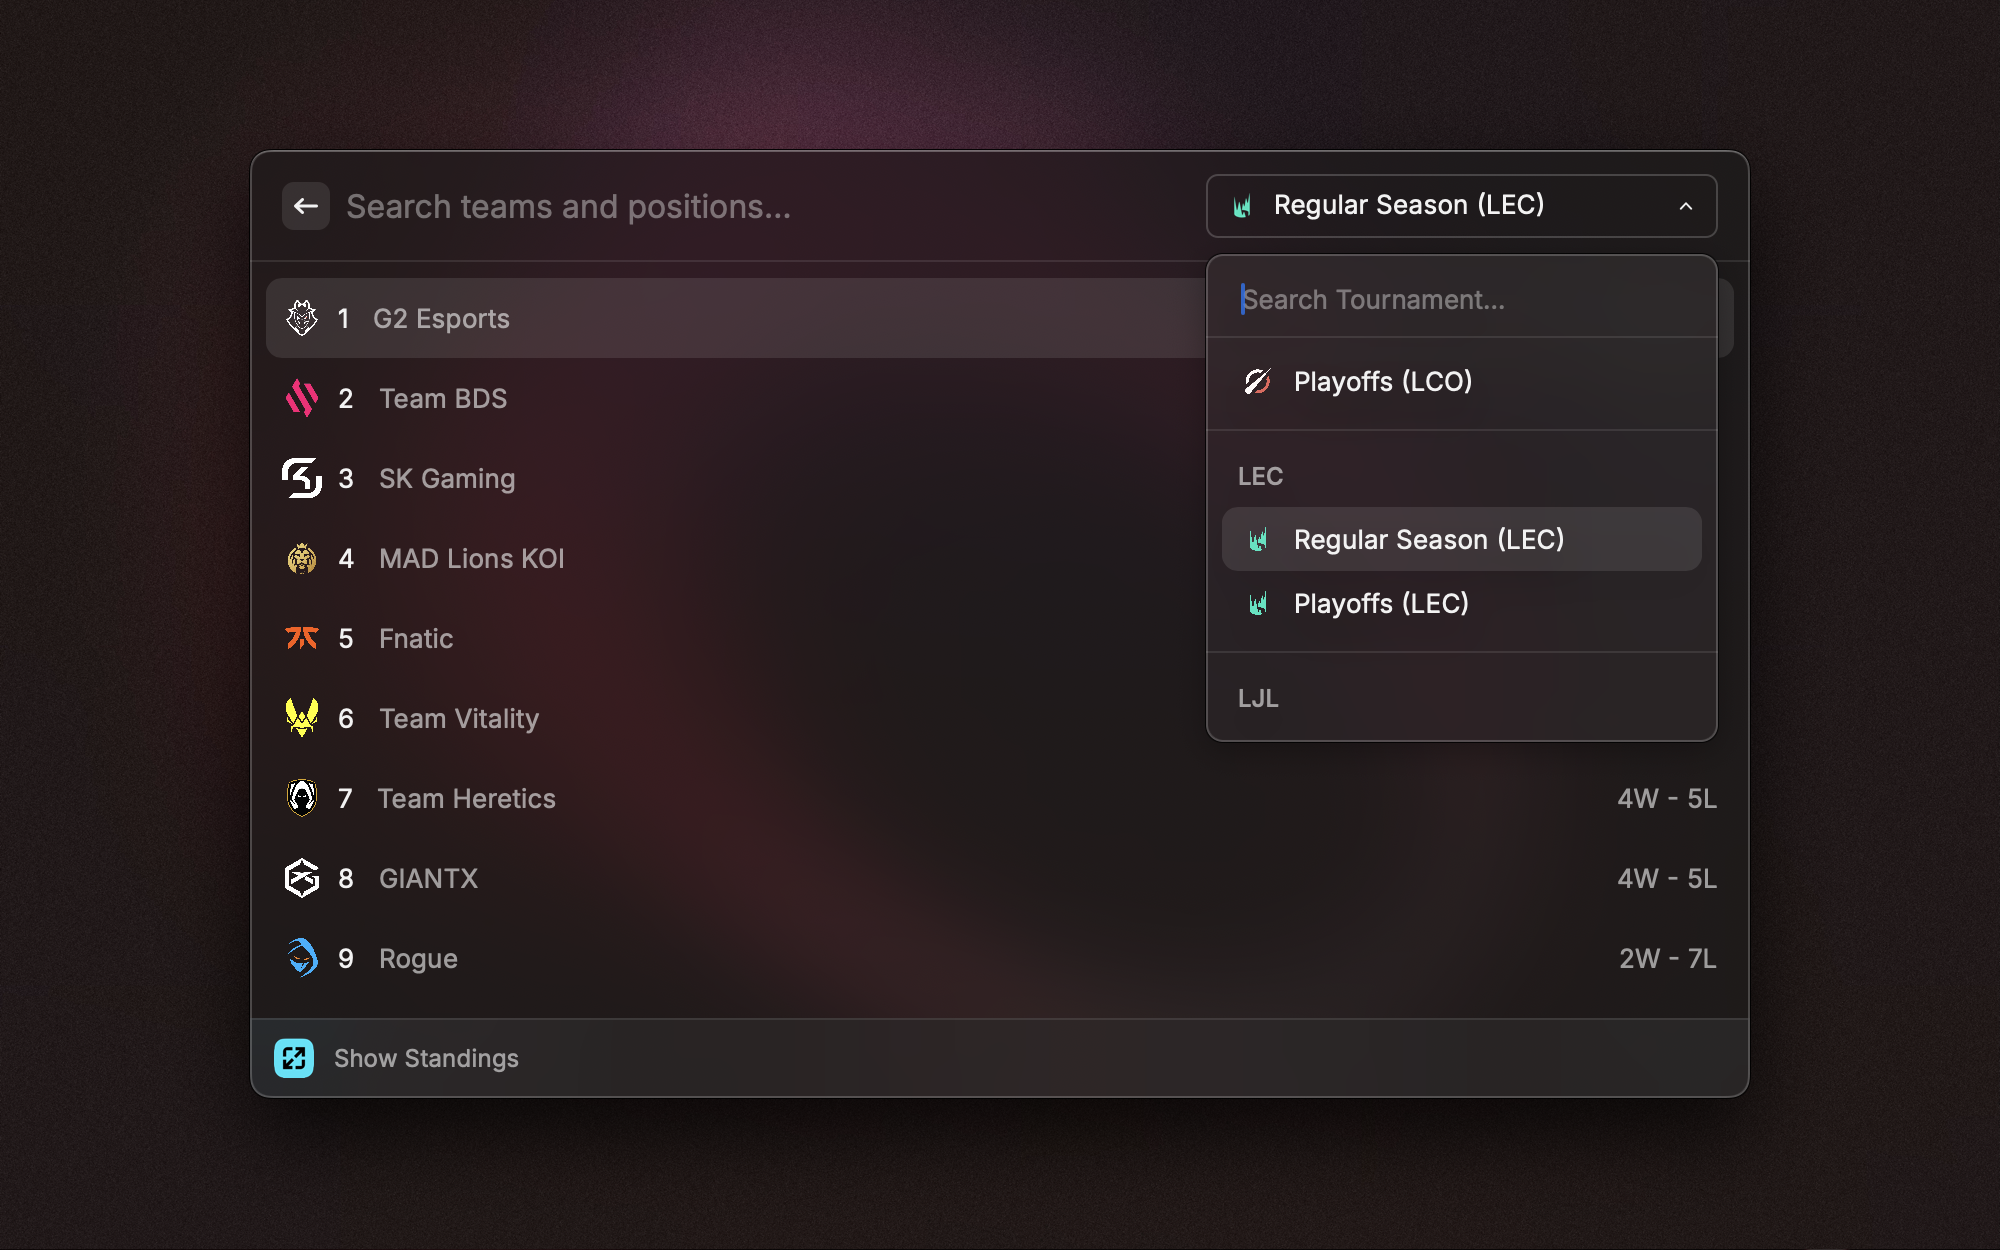 Search teams and positions...
Regular Season (LEC)
Search Tournament...
Playoffs (LCO)
LEC
Regular Season (LEC)
Playoffs (LEC)
LJL
1 G2 Esports
2 Team BDS
3 SK Gaming
4 MAD Lions KOI
5 Fnatic
6 Team Vitality
7 Team Heretics 4W - 5L
8 GIANTX 4W - 5L
9 Rogue 2W - 7L
Show Standings